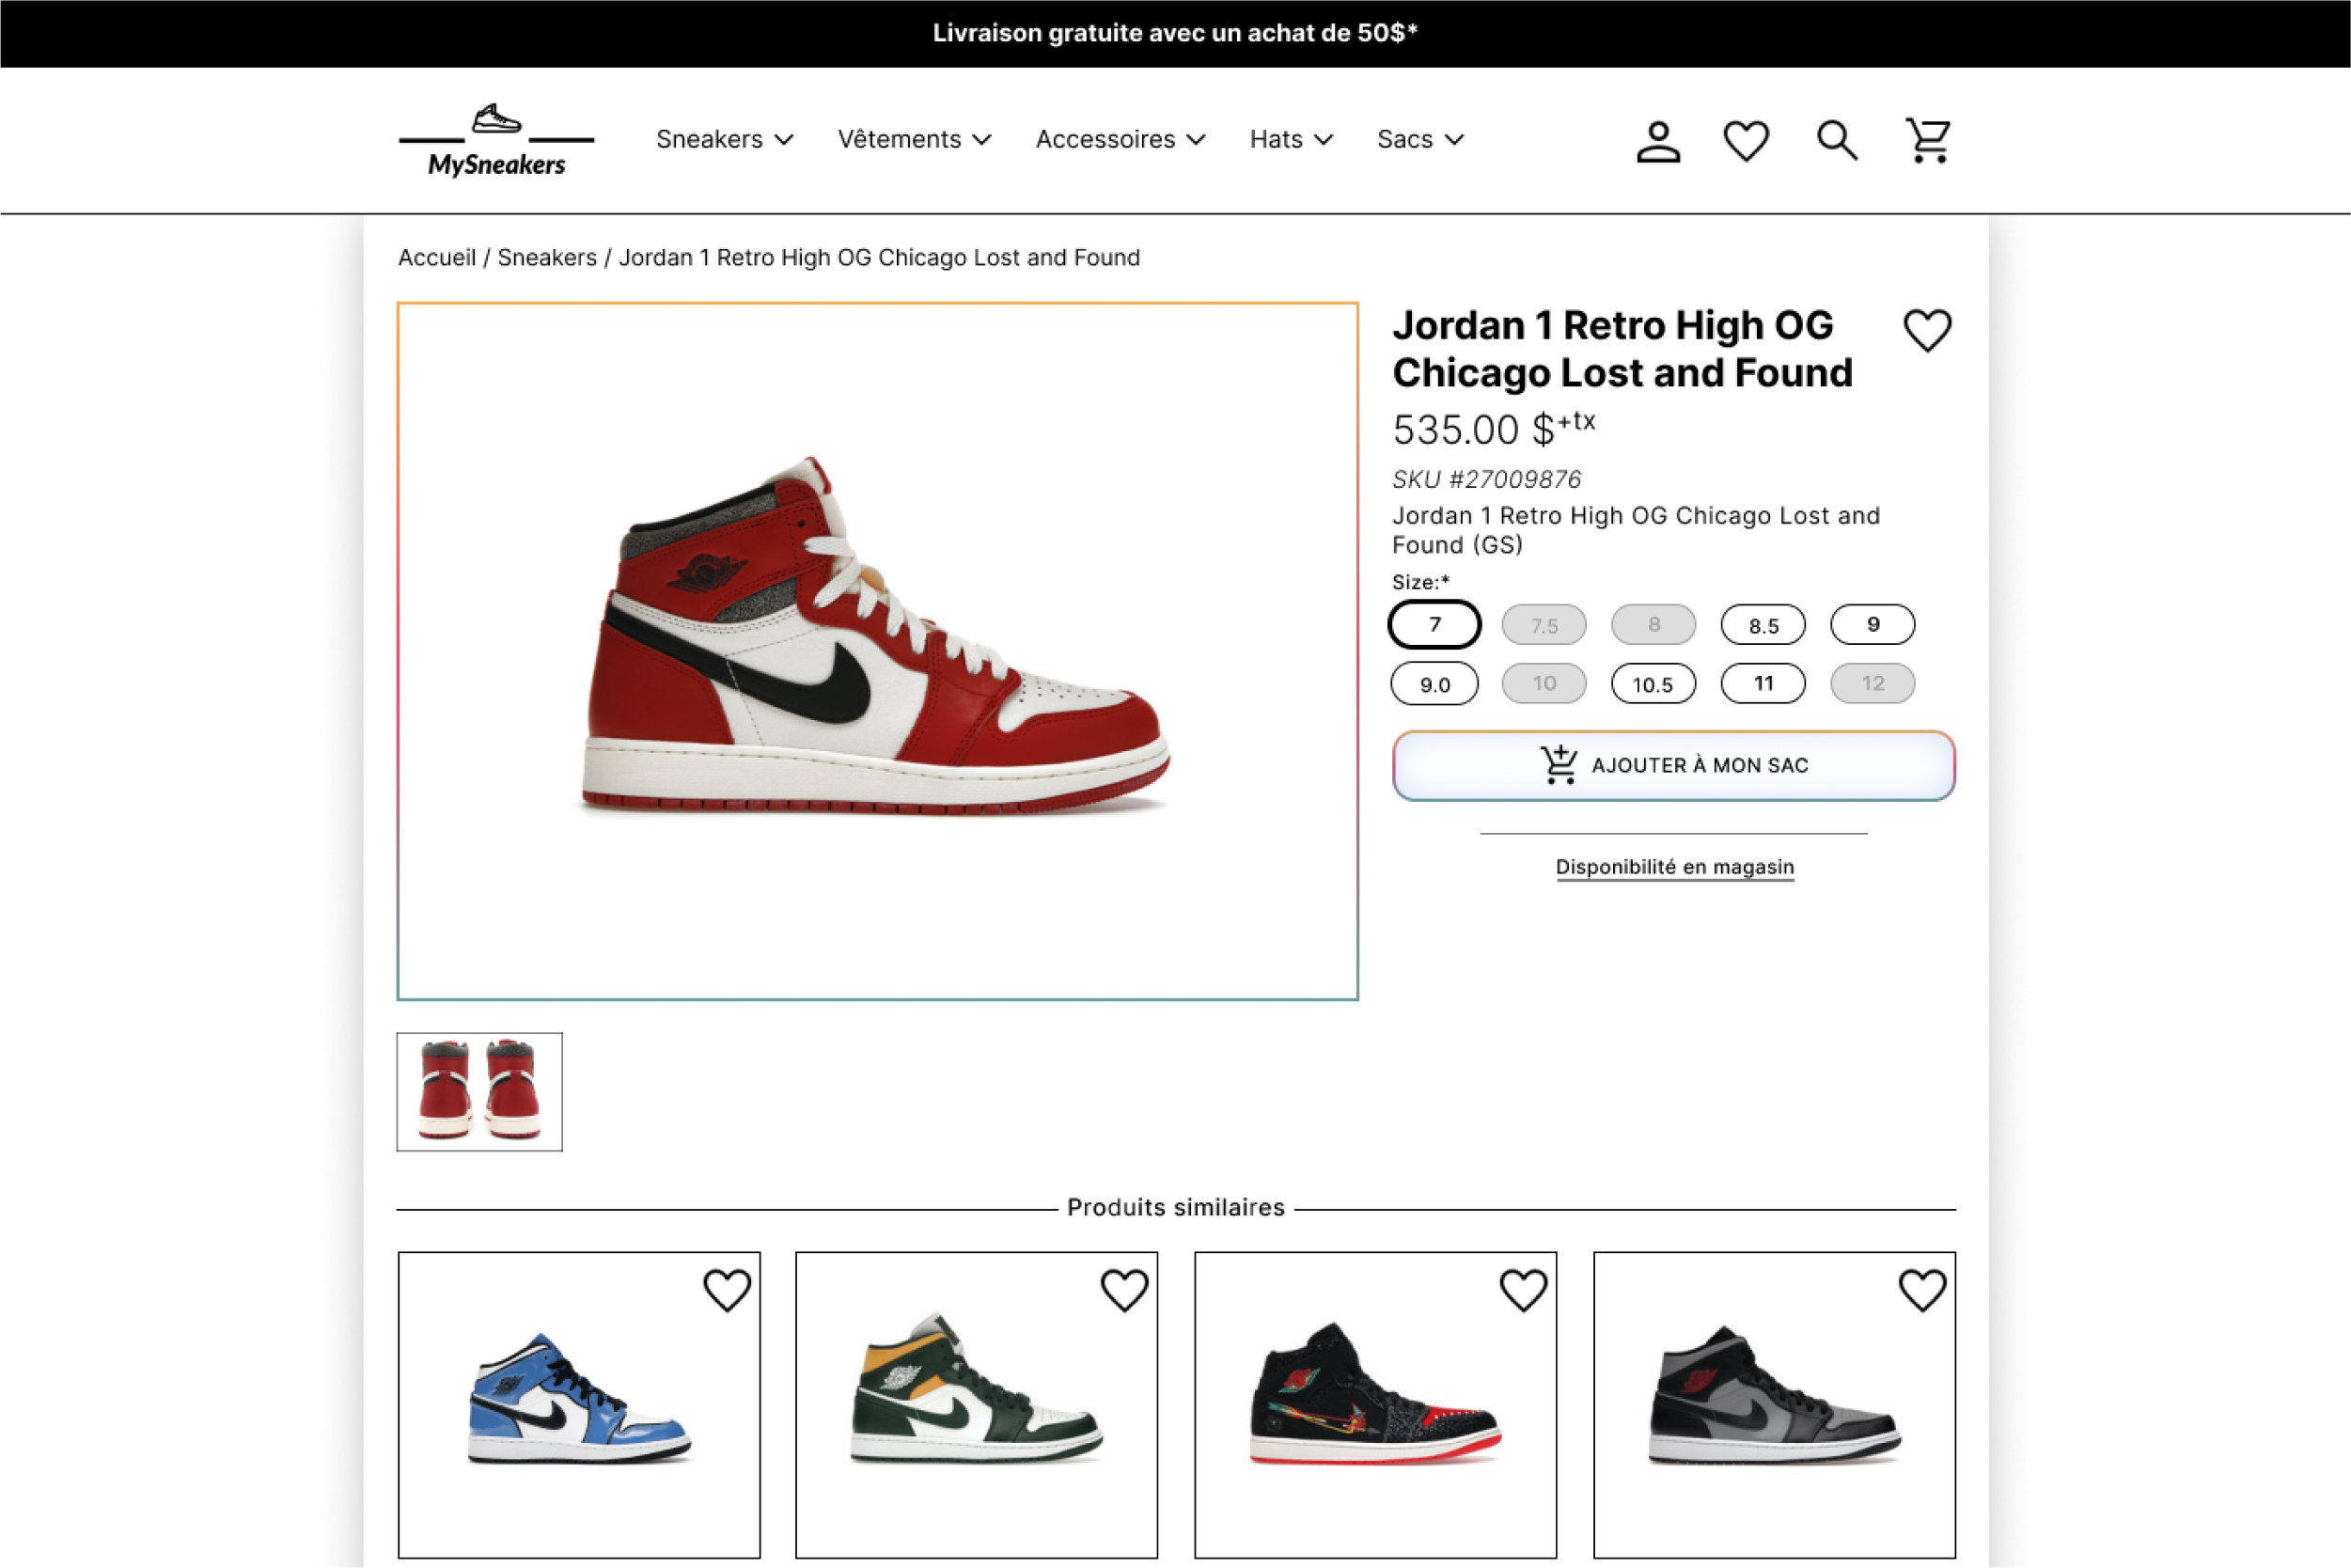 Livraison gratuite avec un achat de 50$*
MySneakers
Sneakers
Vêtements
Accessoires
Hats
Sacs
Accueil / Sneakers / Jordan 1 Retro High OG Chicago Lost and Found
Jordan 1 Retro High OG
Chicago Lost and Found
535.00 $+tx
SKU #27009876
Jordan 1 Retro High OG Chicago Lost and
Found (GS)
Size:*
7 7.5 8 8.5 9
9.0 10 10.5 11 12
AJOUTER À MON SAC
Disponibilité en magasin
Produits similaires